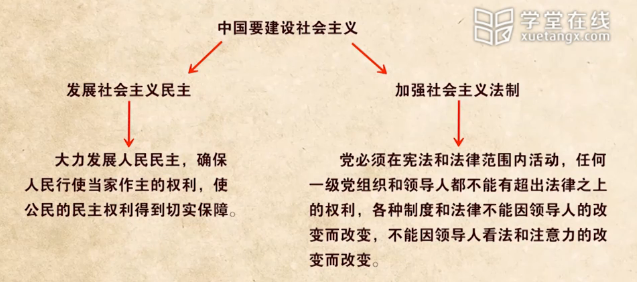 中国要建设社会主义
学堂在线
xuetangx.com
发展社会主义民主
加强社会主义法制
大力发展人民民主，确保
人民行使当家作主的权利，使
公民的民主权利得到切实保障。
党必须在宪法和法律范围内活动，任何
一级党组织和领导人都不能有超出法律之上
的权利，各种制度和法律不能因领导人的改
变而改变，不能因领导人看法和注意力的改
变而改变。